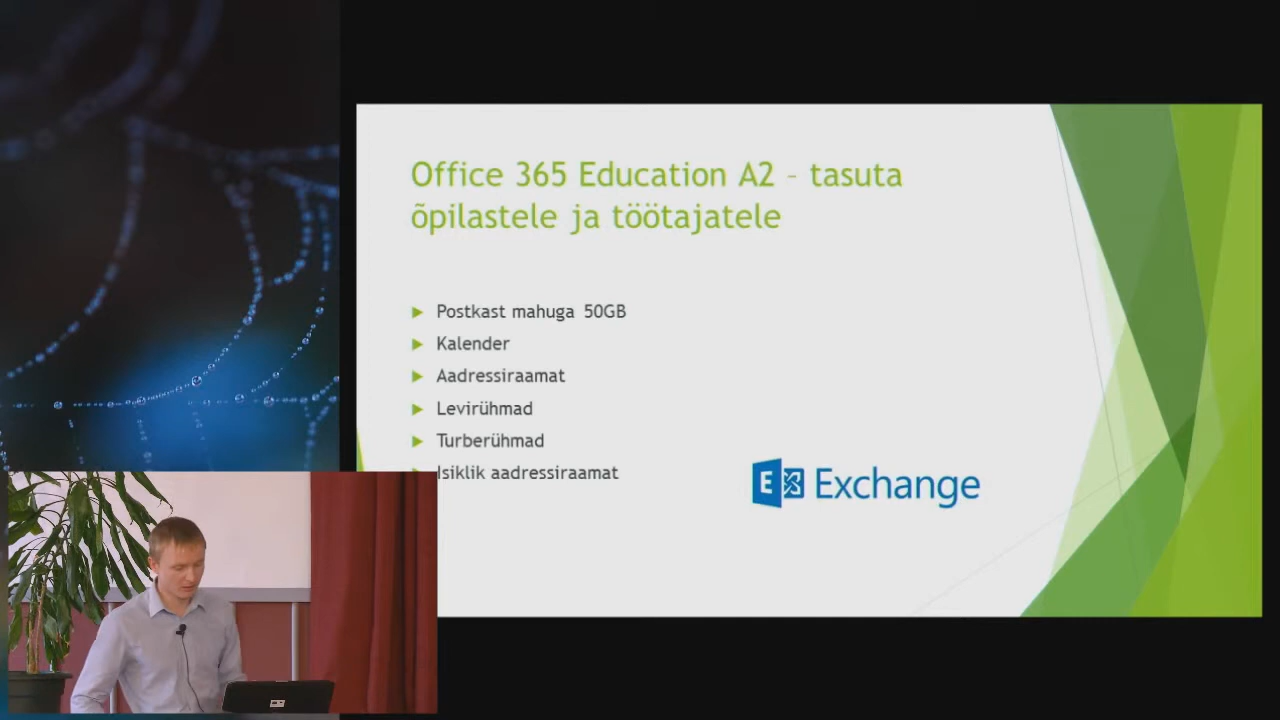 Office 365 Education A2 – tasuta
õpilastele ja töötajatele
Postkast mahuga 50GB
Kalender
Aadressiraamat
Levirühmad
Turberühmad
Isiklik aadressiraamat
E Exchange